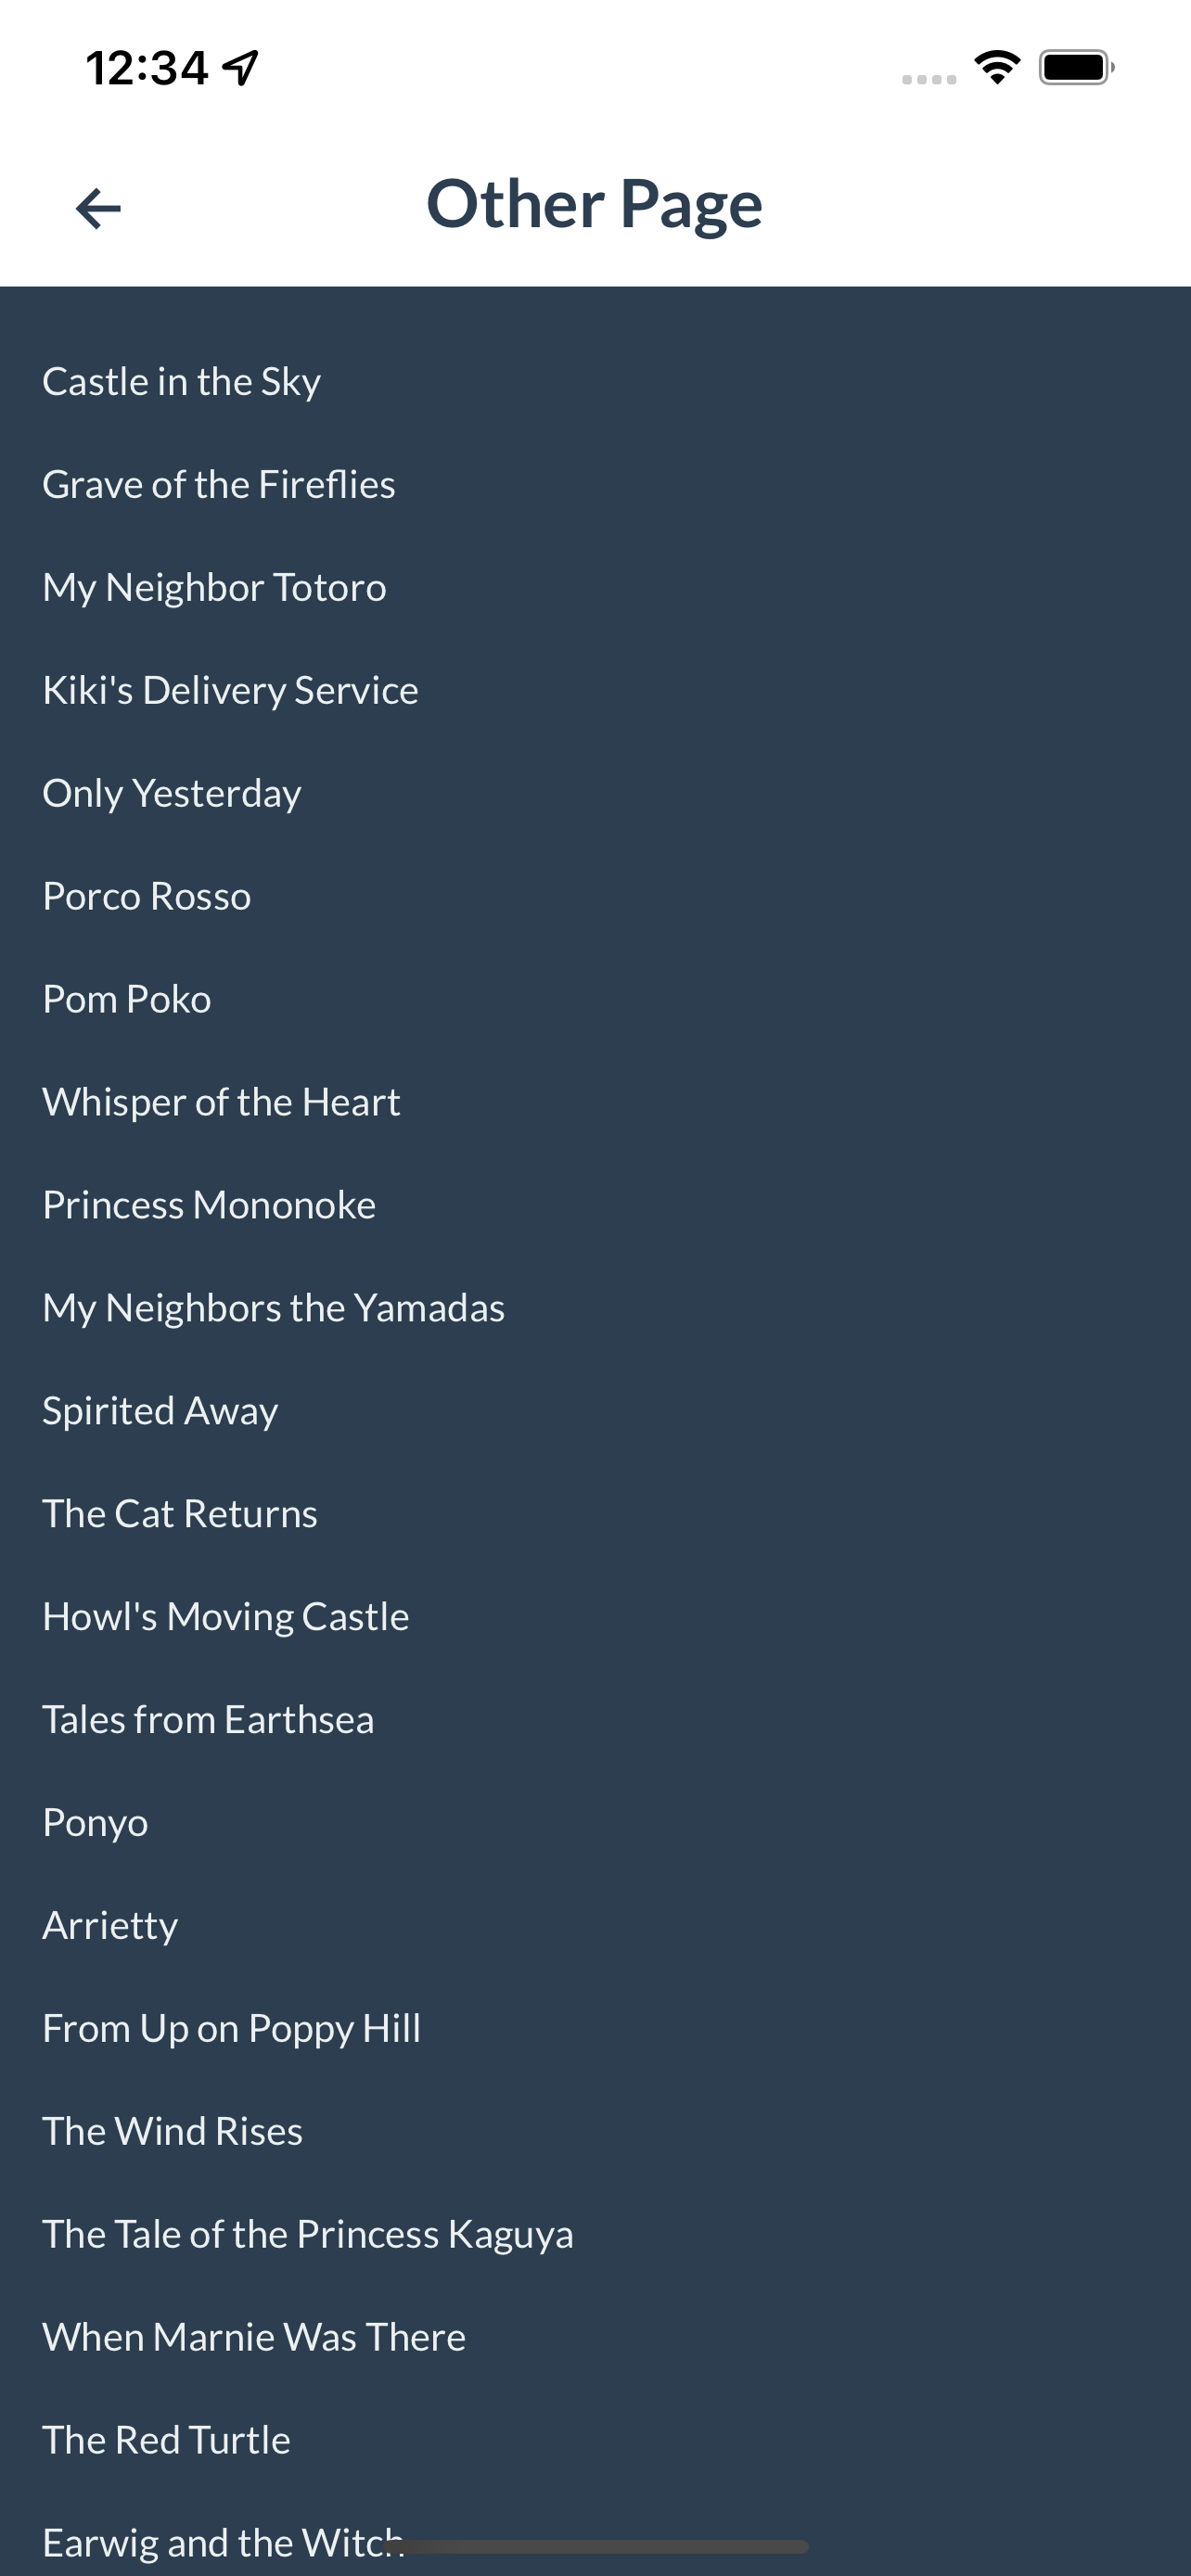 12:34
Other Page
Castle in the Sky
Grave of the Fireflies
My Neighbor Totoro
Kiki's Delivery Service
Only Yesterday
Porco Rosso
Pom Poko
Whisper of the Heart
Princess Mononoke
My Neighbors the Yamadas
Spirited Away
The Cat Returns
Howl's Moving Castle
Tales from Earthsea
Ponyo
Arrietty
From Up on Poppy Hill
The Wind Rises
The Tale of the Princess Kaguya
When Marnie Was There
The Red Turtle
Earwig and the Witch